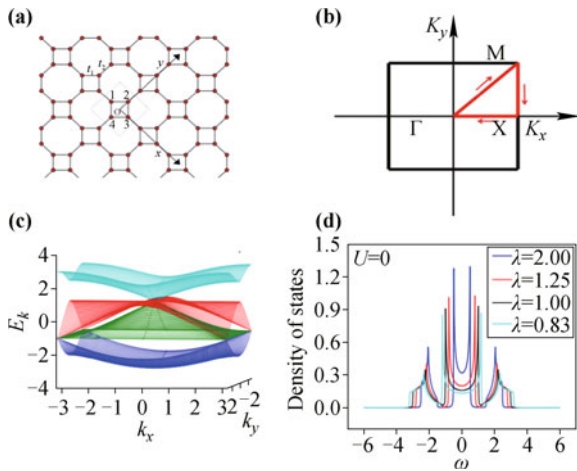 (a)
t1
t2
y
1 2
4 3
x
(b)
Ky
M
Γ
X
Kx
(c)
4
2
0
−2
−4
Ek
−3 −2 −1 0 1 2
32
−2
kx
ky
(d)
U=0
λ=2.00
λ=1.25
λ=1.00
λ=0.83
1.5
1.2
0.9
0.6
0.3
0.0
Density of states
−6 −4 −2 0 2 4 6
ω